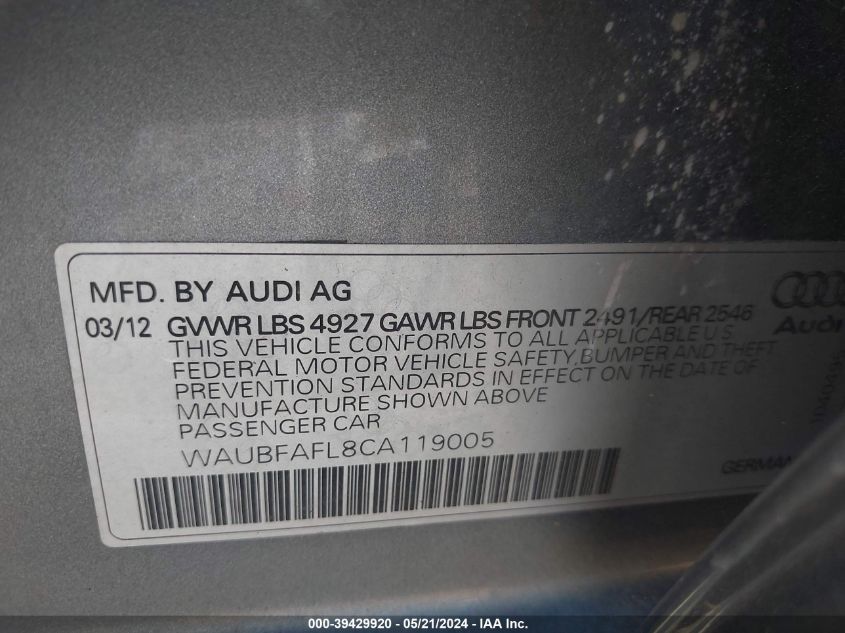 MFD. BY AUDI AG
03/12 GVWR LBS 4927 GAWR LBS FRONT 2491/REAR 2546
THIS VEHICLE CONFORMS TO ALL APPLICABLE U.S.
FEDERAL MOTOR VEHICLE SAFETY, BUMPER AND THEFT
PREVENTION STANDARDS IN EFFECT ON THE DATE OF
MANUFACTURE SHOWN ABOVE
PASSENGER CAR
WAUBFAFL8CA119005
Audi
GERMAN
000-39429920 - 05/21/2024 - IAA Inc.